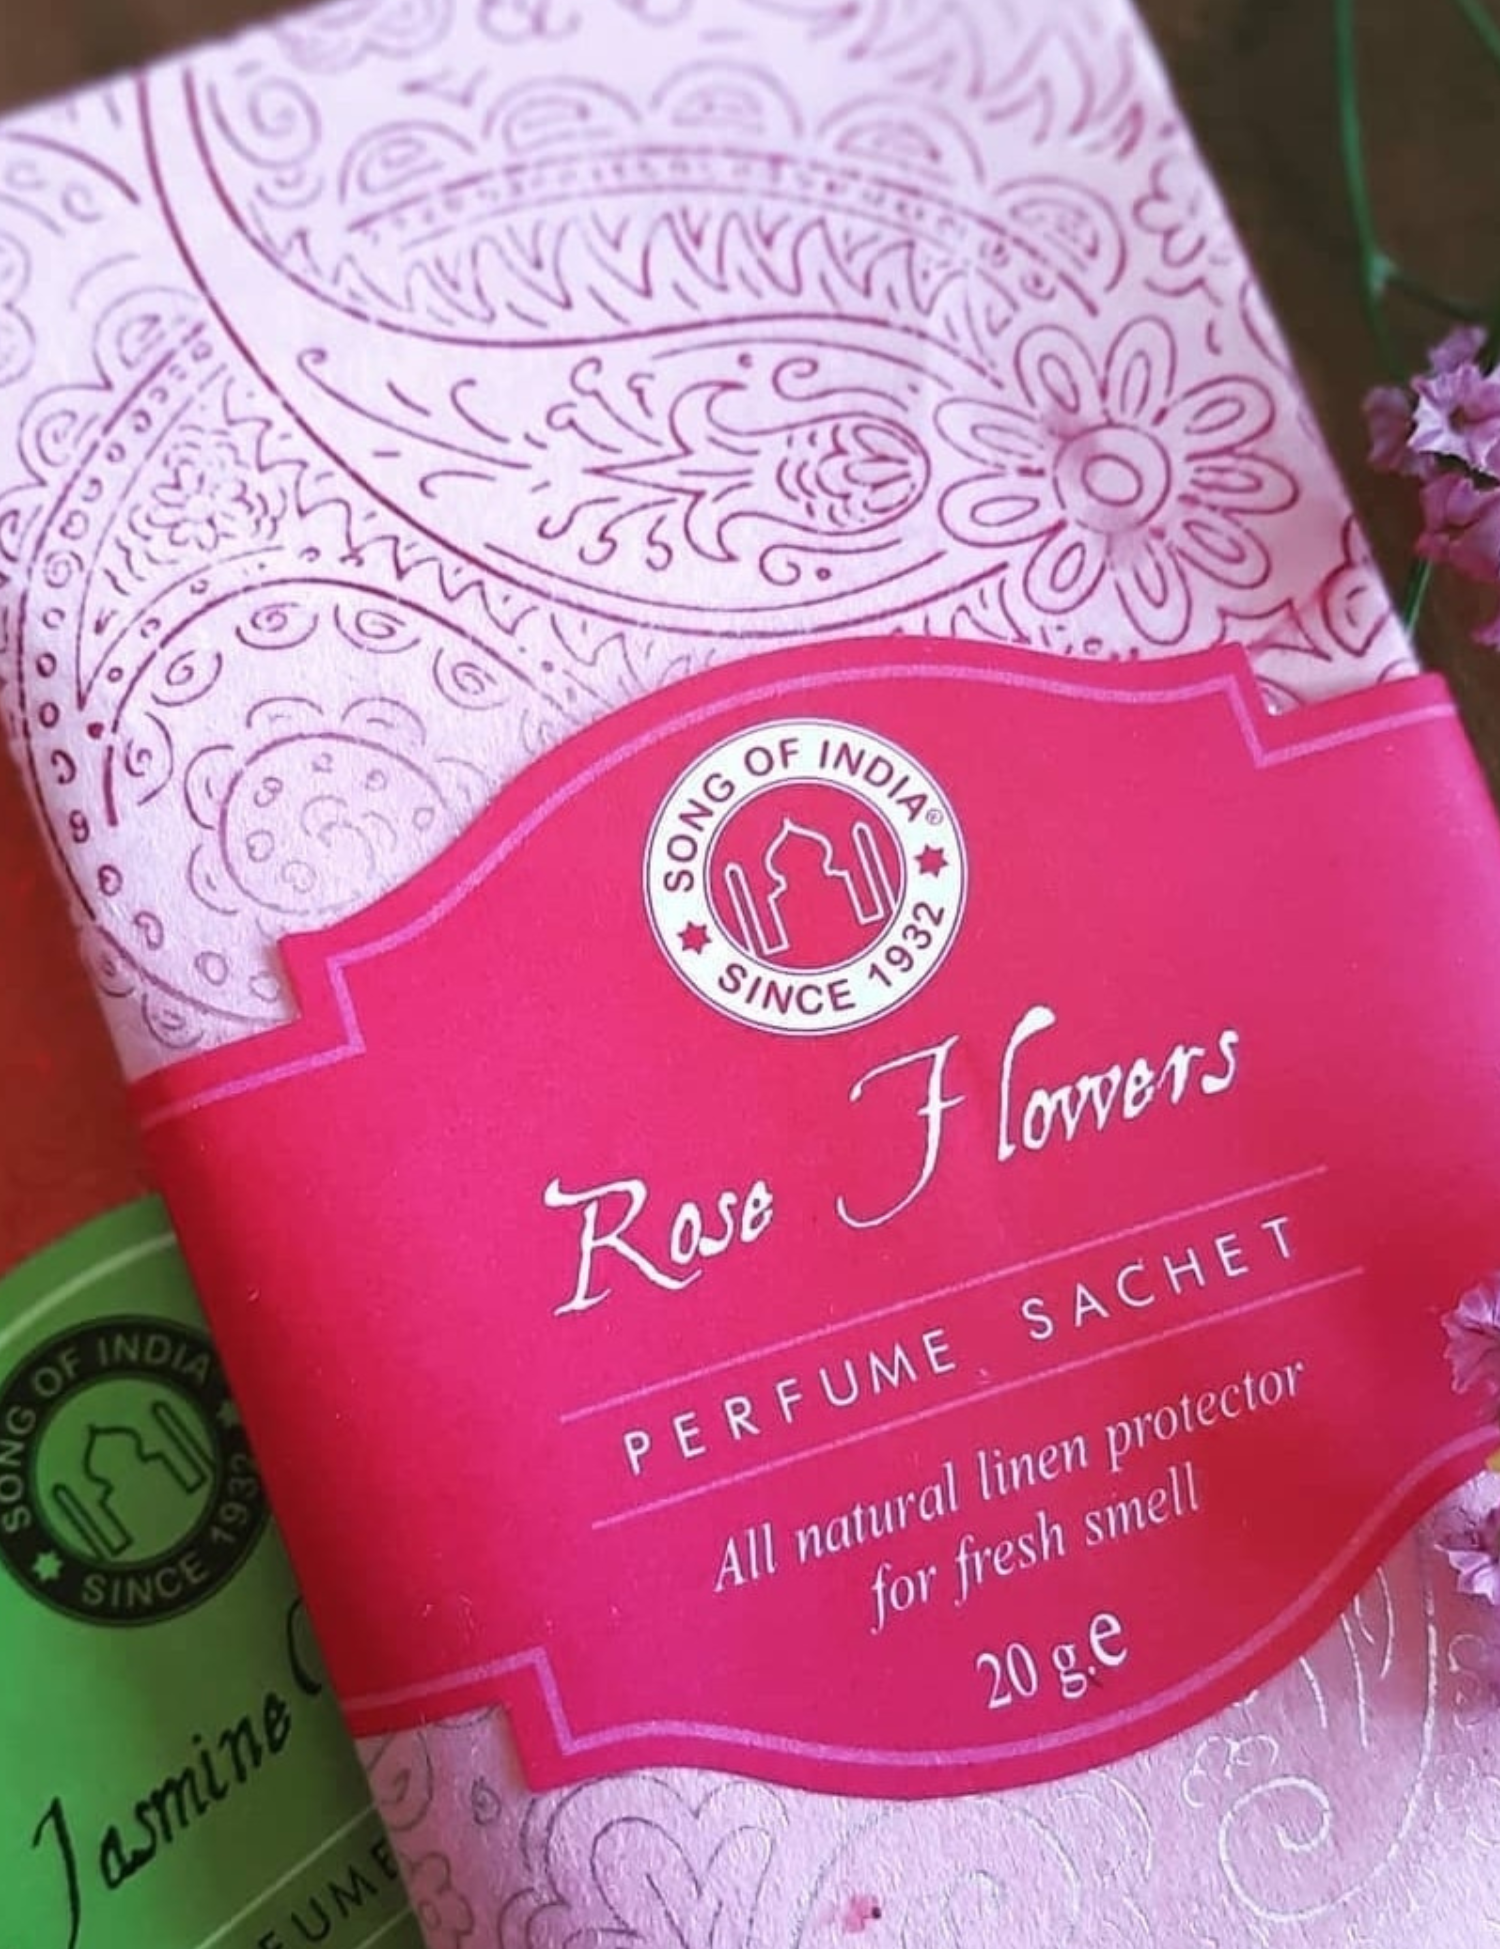 SONG OF INDIA®
SINCE 1932
Rose Flowers
PERFUME SACHET
All natural linen protector
for fresh smell
20 g.e
SONG OF INDIA
SINCE 1932
Jasmine